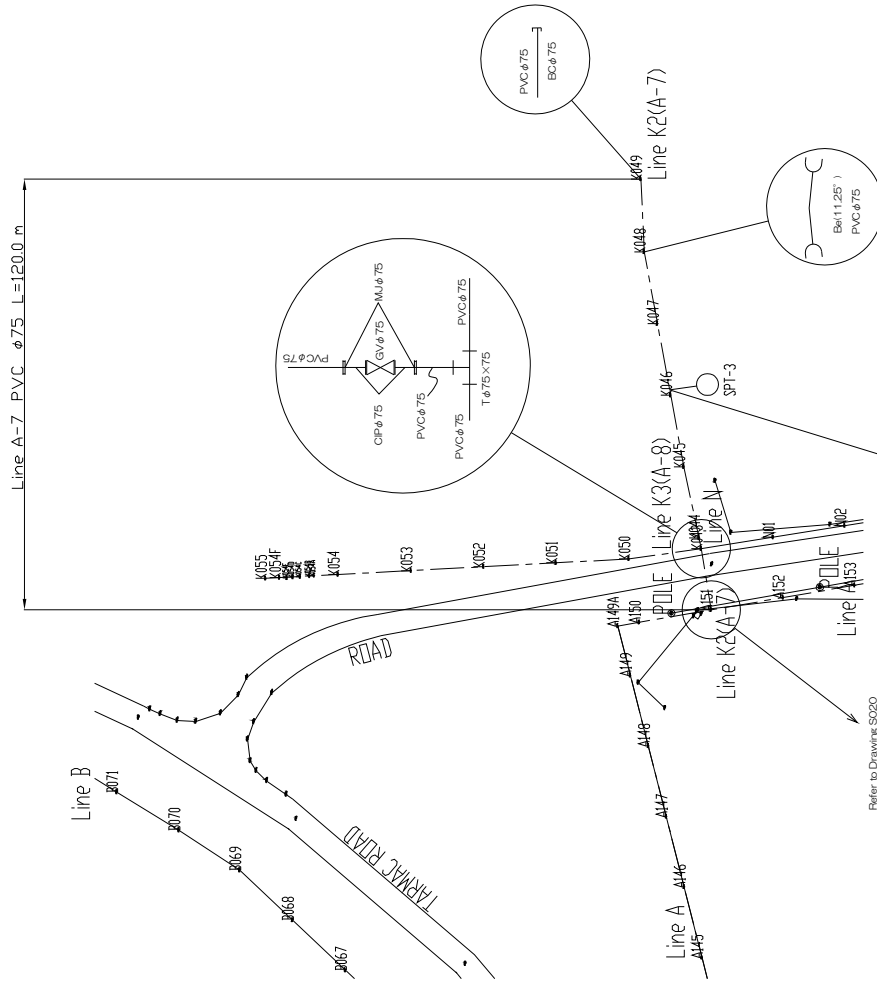 Line A-7 PVC φ75 L=120.0 m
PVCφ75
BCφ75
K049
Line K2(A-7)
K048
Be(11.25°)
PVCφ75
K047
K046
SPT-3
K045
PVCφ75
MJφ75
GVφ75
CIPφ75
PVCφ75
PVCφ75
PVCφ75
Tφ75×75
Line K3(A-8)
K044
Line N
N01
N02
K055
K054F
K054
K053
K052
K051
K050
POLE
POLE
A149A
A150
A151
A152
A153
Line K2(A-7)
Line A
ROAD
A149
A148
A147
A146
A145
Line A
Line B
B071
B070
B069
B068
B067
TARMAC ROAD
Refer to Drawing S020